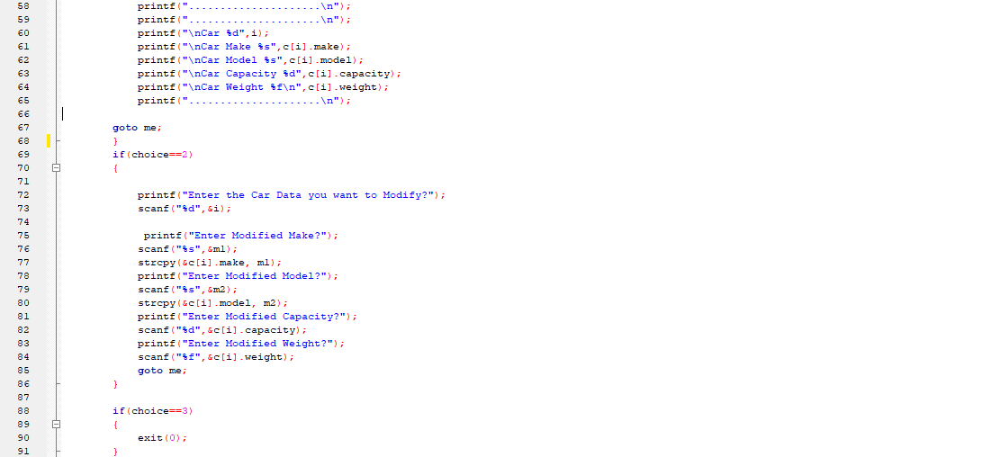 58 printf(".....................\n");
59 printf(".....................\n");
60 printf("\nCar %d",i);
61 printf("\nCar Make %s",c[i].make);
62 printf("\nCar Model %s",c[i].model);
63 printf("\nCar Capacity %d",c[i].capacity);
64 printf("\nCar Weight %f\n",c[i].weight);
65 printf(".....................\n");
66
67 goto me;
68 }
69 if(choice==2)
70 {
71
72 printf("Enter the Car Data you want to Modify?");
73 scanf("%d",&i);
74
75 printf("Enter Modified Make?");
76 scanf("%s",&m1);
77 strcpy(&c[i].make, m1);
78 printf("Enter Modified Model?");
79 scanf("%s",&m2);
80 strcpy(&c[i].model, m2);
81 printf("Enter Modified Capacity?");
82 scanf("%d",&c[i].capacity);
83 printf("Enter Modified Weight?");
84 scanf("%f",&c[i].weight);
85 goto me;
86 }
87
88 if(choice==3)
89 {
90 exit(0);
91 }